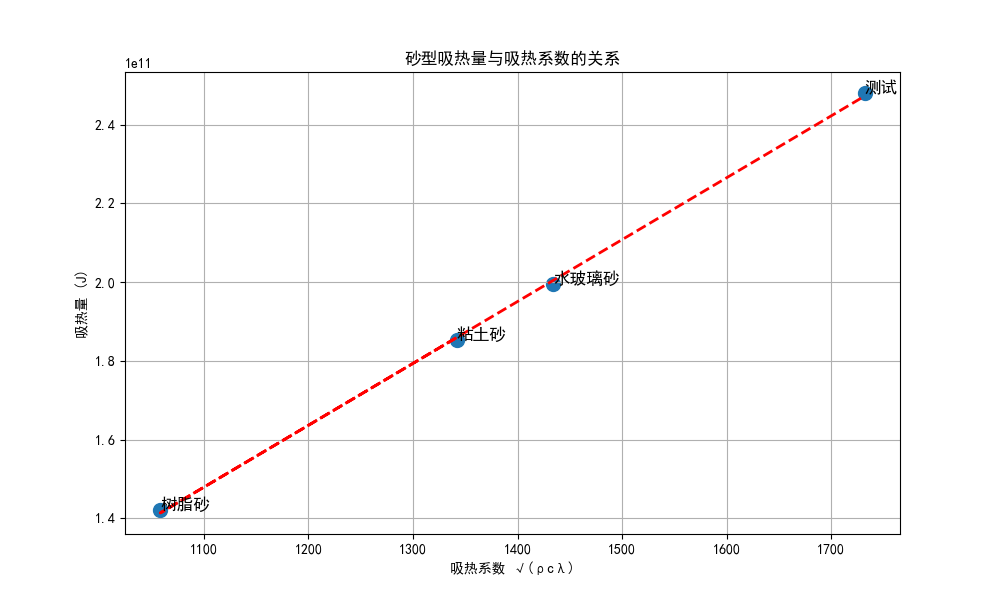 砂型吸热量与吸热系数的关系
1e11
测试
2.4
2.2
2.0
水玻璃砂
吸热量 (J)
粘土砂
1.8
1.6
树脂砂
1.4
1100 1200 1300 1400 1500 1600 1700
吸热系数 √(ρcλ)